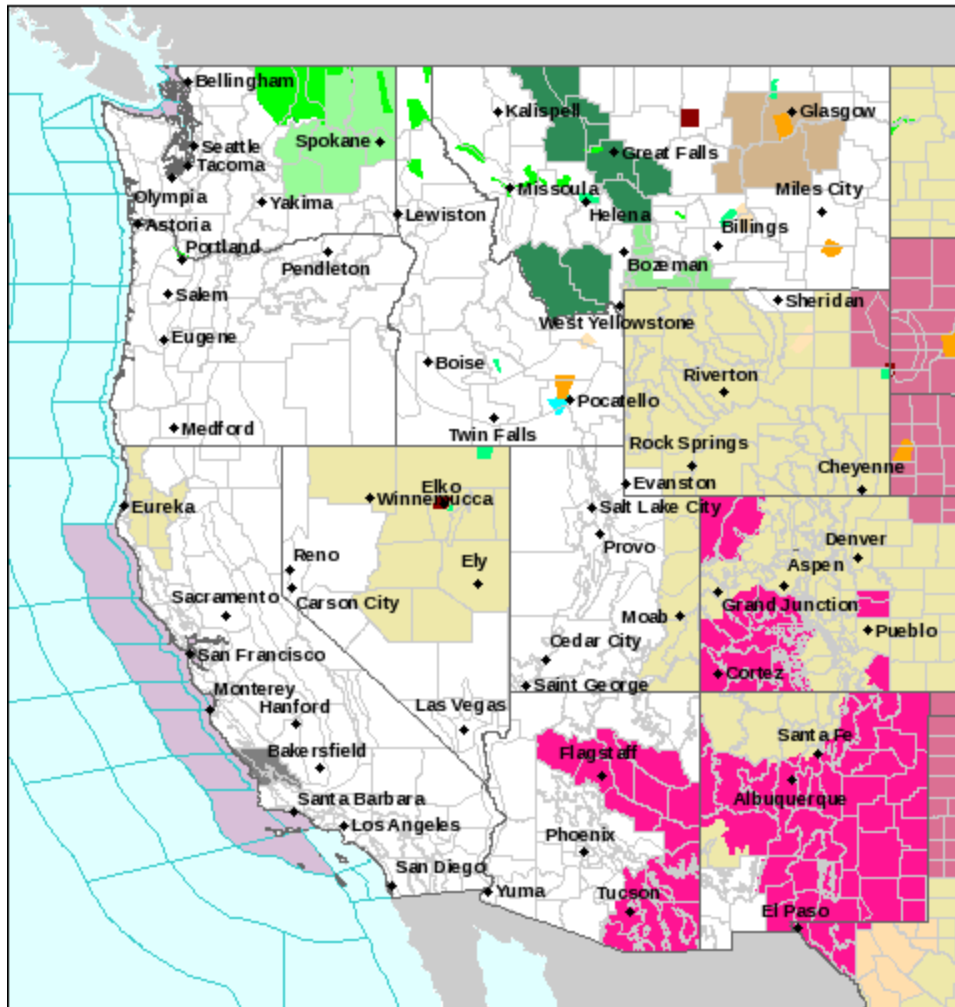 Bellingham
Kalispell
Glasgow
Seattle
Spokane
Great Falls
Tacoma
Missoula
Miles City
Olympia
Yakima
Lewiston
Helena
Astoria
Billings
Portland
Pendleton
Bozeman
Salem
Sheridan
West Yellowstone
Eugene
Boise
Riverton
Pocatello
Medford
Twin Falls
Rock Springs
Cheyenne
Elko
Evanston
Winnemucca
Eureka
Salt Lake City
Denver
Provo
Reno
Ely
Aspen
Sacramento
Carson City
Grand Junction
Moab
Pueblo
Cedar City
San Francisco
Cortez
Saint George
Monterey
Hanford
Las Vegas
Santa Fe
Bakersfield
Flagstaff
Santa Barbara
Albuquerque
Los Angeles
Phoenix
San Diego
Yuma
Tucson
El Paso